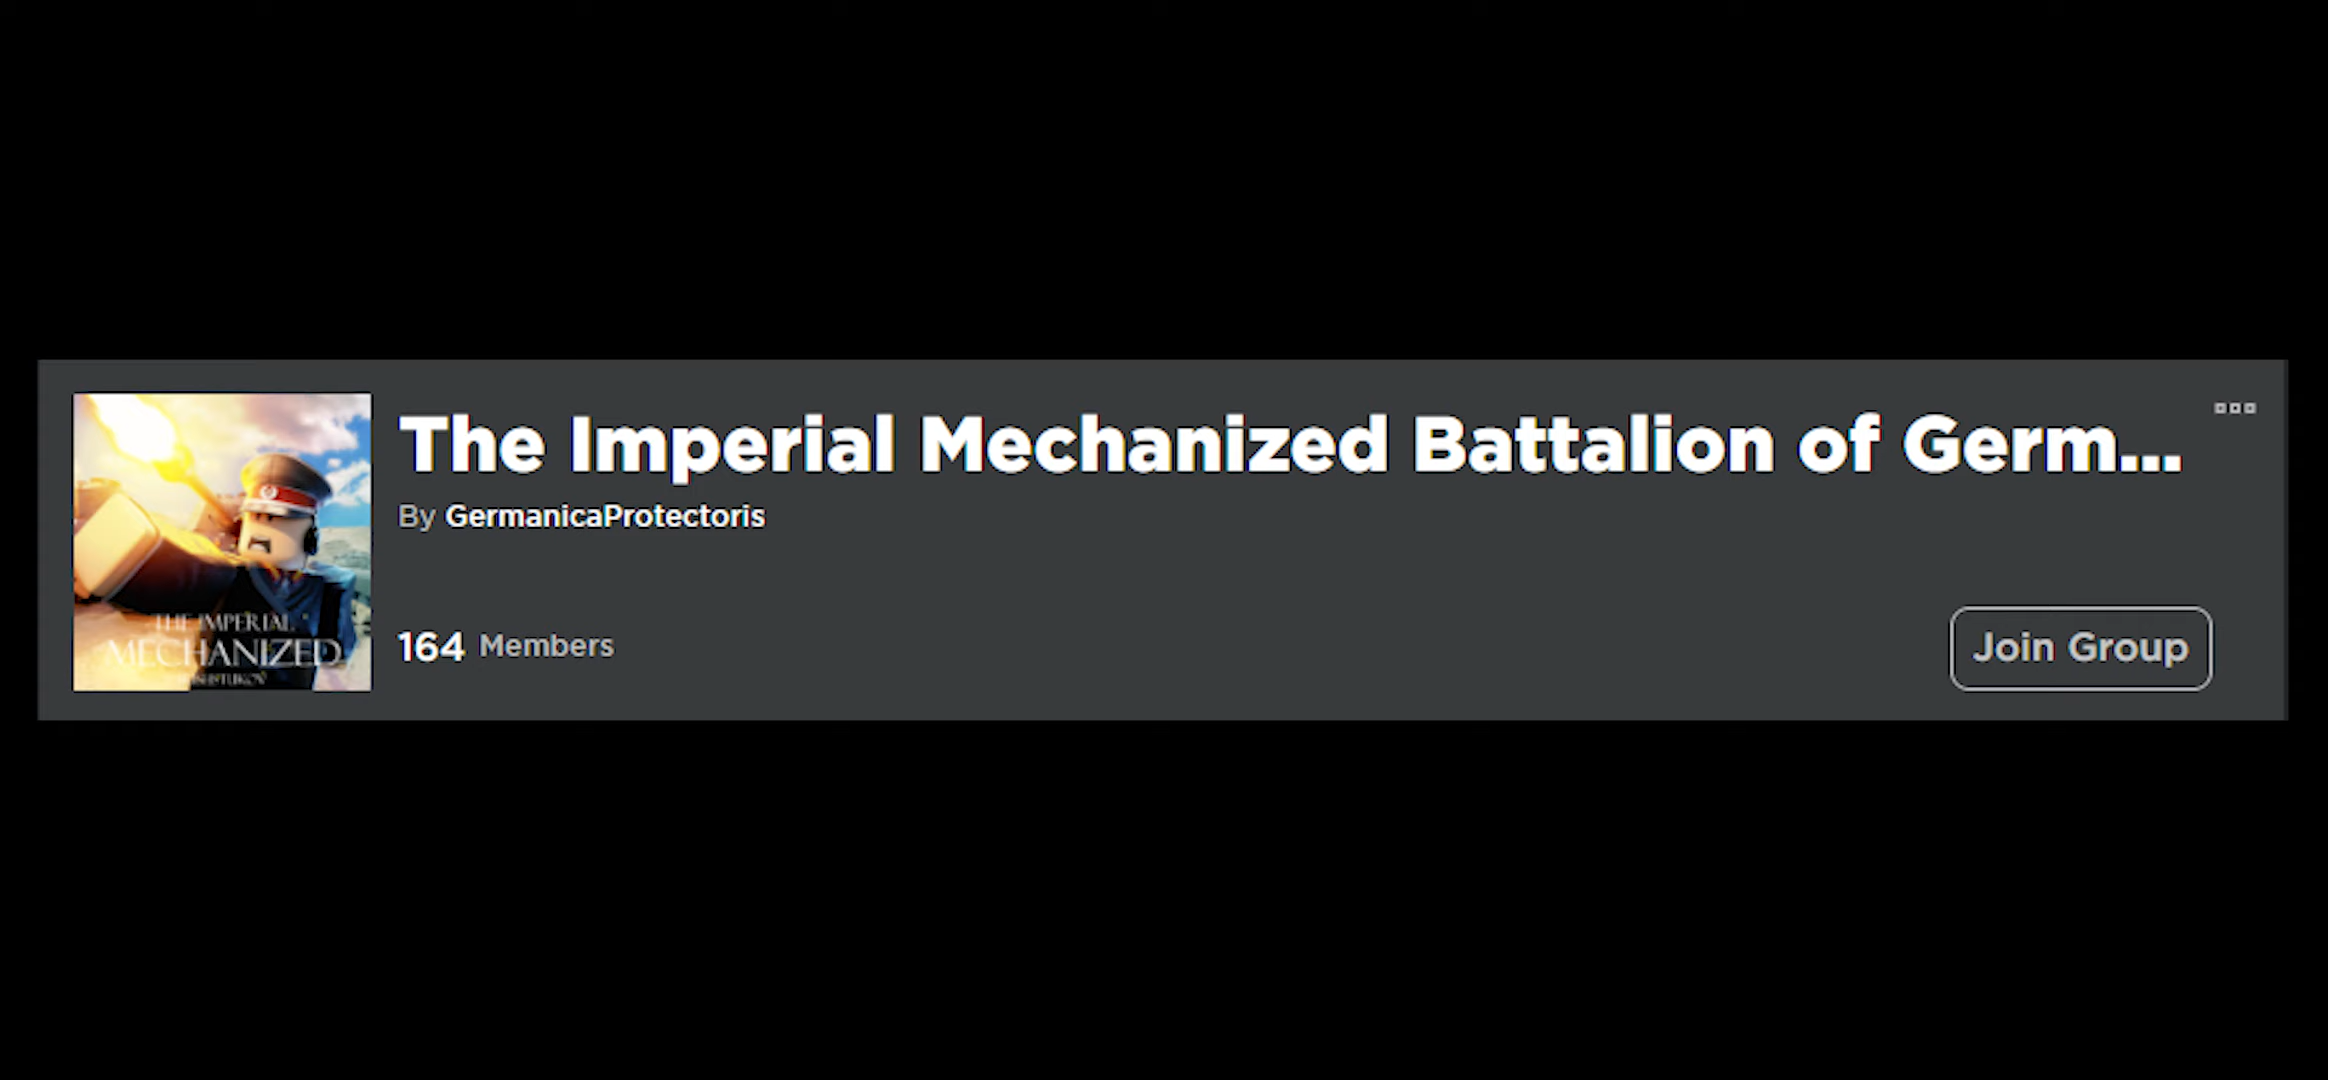 The Imperial Mechanized Battalion of Germ...
By GermanicaProtectoris
THE IMPERIAL
MECHANIZED
164 Members
Join Group